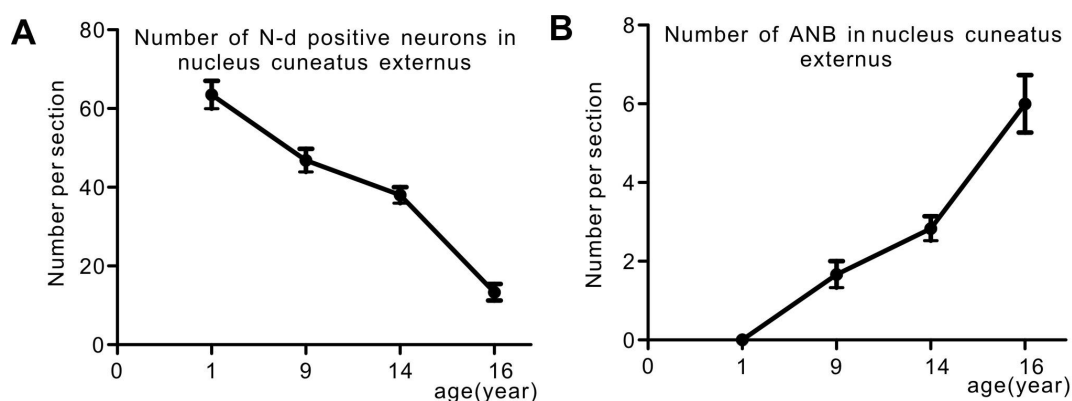 A
Number of N-d positive neurons in
nucleus cuneatus externus
Number per section
80
60
40
20
0
0 1 9 14 16
age(year)
B
Number of ANB in nucleus cuneatus
externus
Number per section
8
6
4
2
0
0 1 9 14 16
age(year)